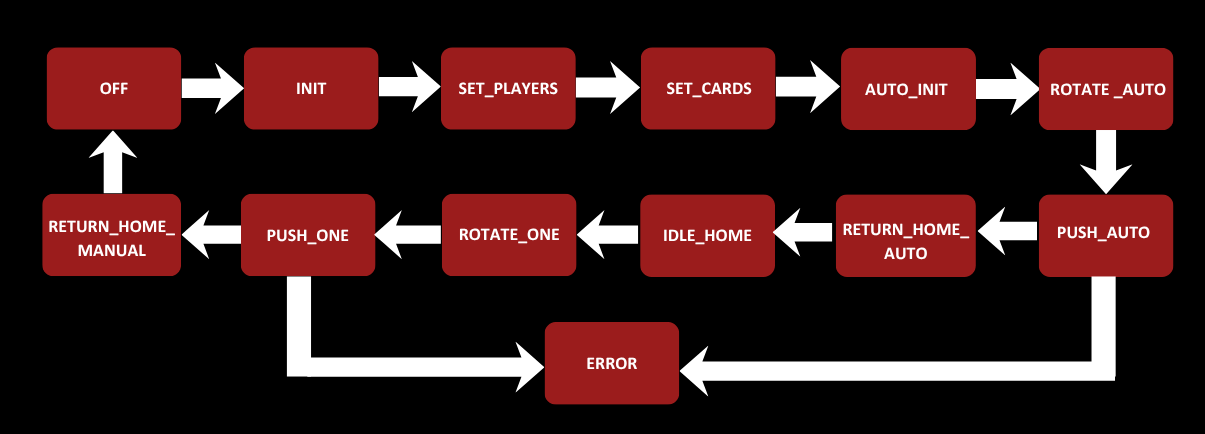 OFF
INIT
SET_PLAYERS
SET_CARDS
AUTO_INIT
ROTATE _AUTO
RETURN_HOME_
MANUAL
PUSH_ONE
ROTATE_ONE
IDLE_HOME
RETURN_HOME_
AUTO
PUSH_AUTO
ERROR